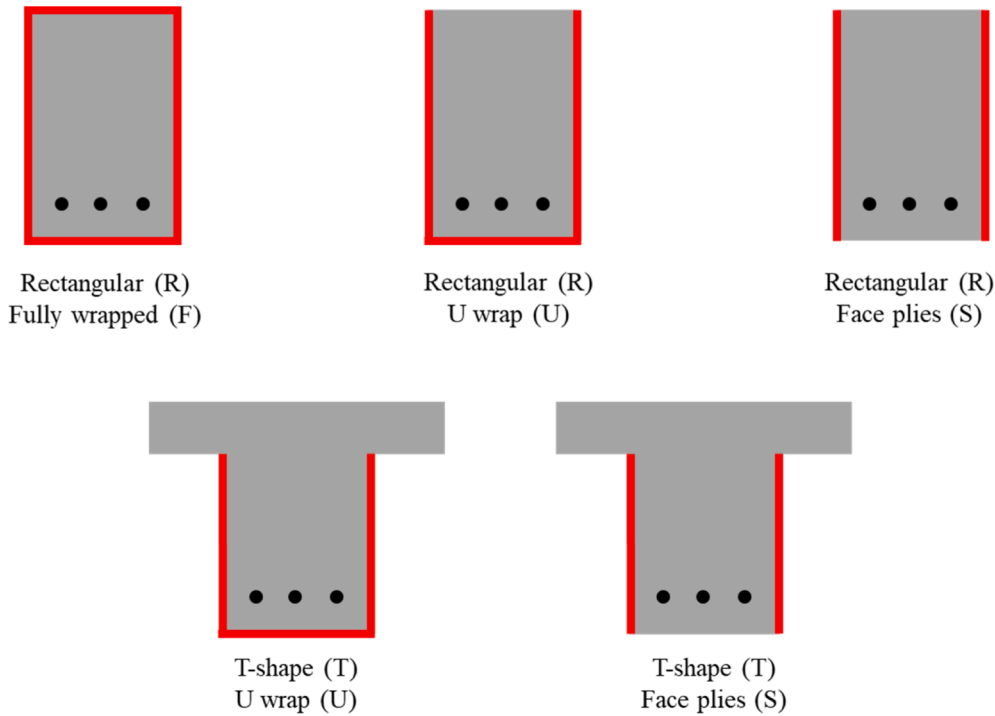 Rectangular (R)
Fully wrapped (F)
Rectangular (R)
U wrap (U)
Rectangular (R)
Face plies (S)
T-shape (T)
U wrap (U)
T-shape (T)
Face plies (S)